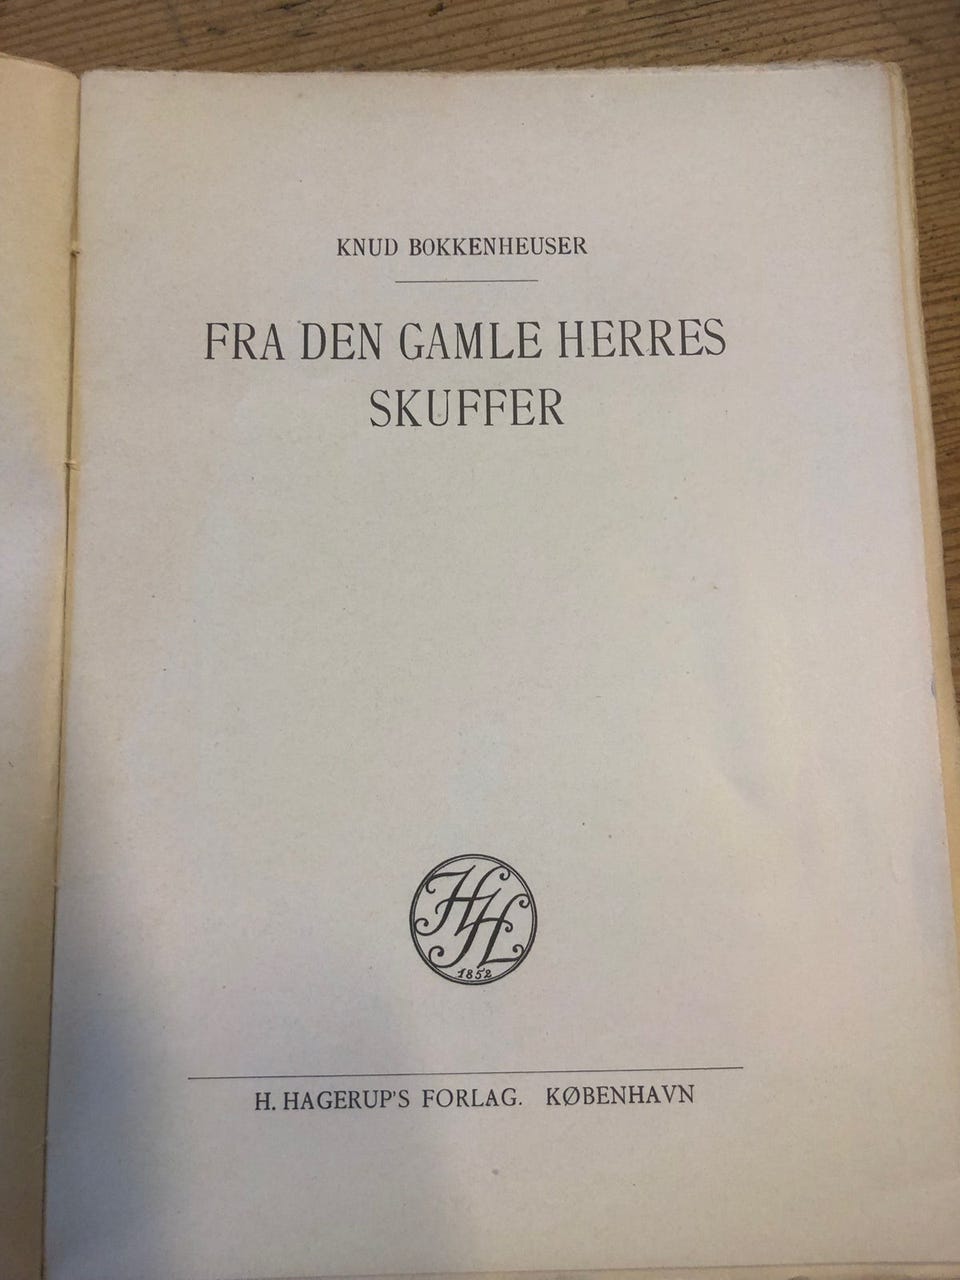 KNUD BOKKENHEUSER
FRA DEN GAMLE HERRES
SKUFFER
HH
1852
H. HAGERUP'S FORLAG. KØBENHAVN